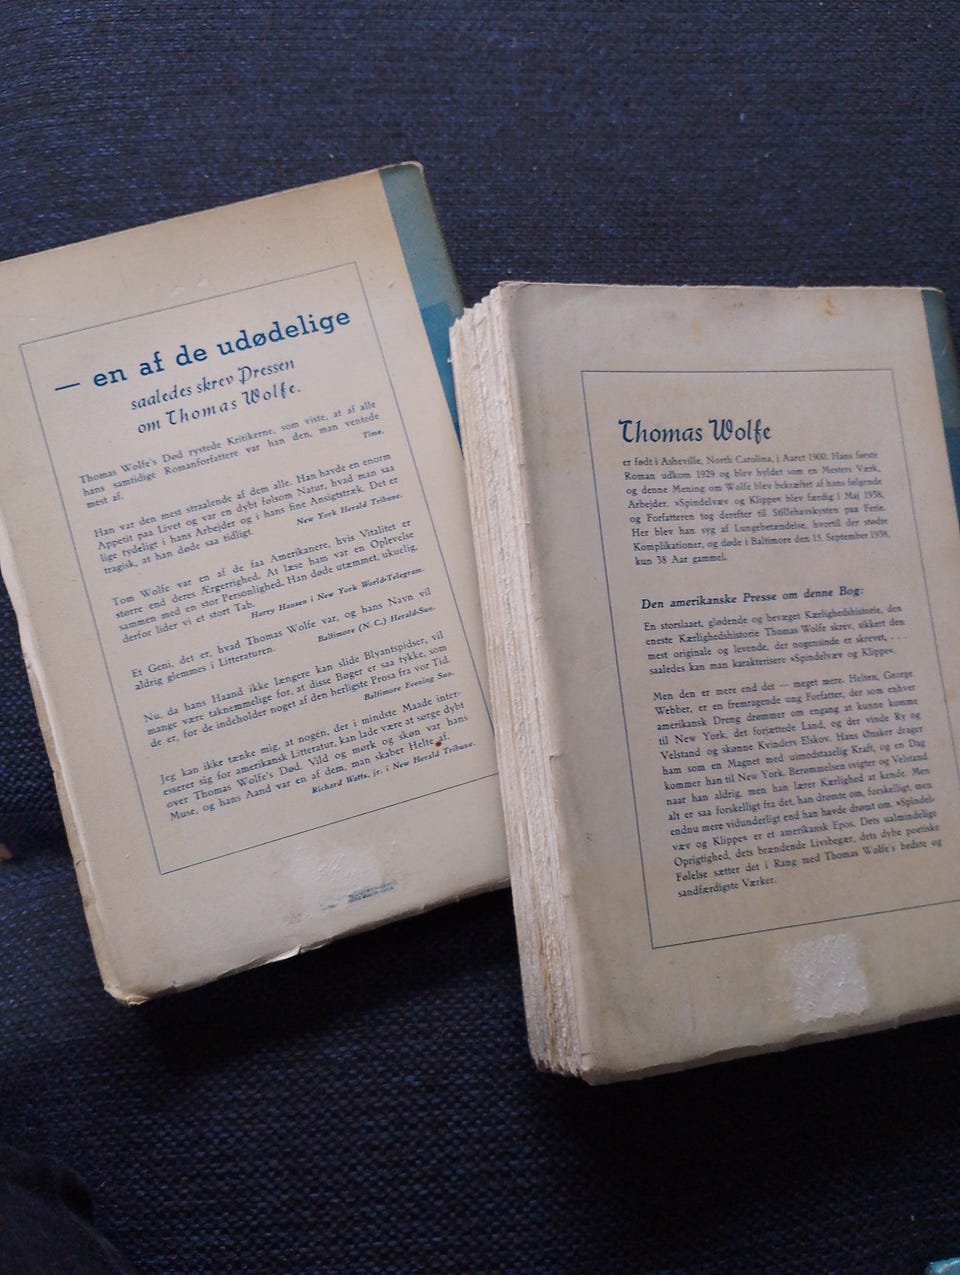 — en af de udødelige
saaledes skrev Pressen
om Thomas Wolfe.
Thomas Wolfe's Død rystede Kritikerne, som viste, at af alle
hans samtidige Romanforfattere var han den, man ventede
mest af.
Time.
Han var den mest straalende af dem alle. Han havde en enorm
Appetit paa Livet og var en dybt følsom Natur, hvad man saa
lige tydeligt i hans Arbejder og i hans fine Ansigtstræk. Det er
tragisk, at han døde saa tidligt.
New York Herald Tribune.
Tom Wolfe var en af de faa Amerikanere, hvis Vitalitet er
større end deres Ærgerrighed. At læse ham var en Oplevelse
sammen med en stor Personlighed. Han døde utæmmet, ukuelig,
derfor lider vi et stort Tab.
Harry Hansen i New York World-Telegram.
Et Geni, det er, hvad Thomas Wolfe var, og hans Navn vil
aldrig glemmes i Litteraturen.
Baltimore (N. C.) Herald-Sun.
Nu, da hans Haand ikke længere kan slide Blyantspidser, vil
mange være taknemmelige for, at disse Bøger er saa tykke, som
de er, for de indeholder noget af den herligste Prosa fra vor Tid.
Baltimore Evening Sun.
Jeg kan ikke tænke mig, at nogen, der i mindste Maade inter-
esserer sig for amerikansk Litteratur, kan lade være at sørge dybt
over Thomas Wolfe's Død. Vild og mørk og skøn var hans
Muse, og hans Aand var en af dem, man skaber Helte af.
Richard Watts. jr. i New Herald Tribune.
Thomas Wolfe
er født i Asheville, North Carolina, i Aaret 1900. Hans første
Roman udkom 1929 og blev hyldet som en Mesters Værk,
og denne Mening om Wolfe blev bekræftet af hans følgende
Arbejder. »Spindelvæv og Klippe« blev færdig i Maj 1938,
og Forfatteren tog derefter til Stillehavskysten paa Ferie.
Her blev han syg af Lungebetændelse, hvortil der stødte
Komplikationer, og døde i Baltimore den 15. September 1938,
kun 38 Aar gammel.
Den amerikanske Presse om denne Bog:
En storslaaet, glødende og bevæget Kærlighedshistorie, den
eneste Kærlighedshistorie Thomas Wolfe skrev, sikkert den
mest originale og levende, der nogensinde er skrevet, . . .
saaledes kan man karakterisere »Spindelvæv og Klippe«.
Men den er mere end det — meget mere. Helten, George
Webber, er en fremragende ung Forfatter, der som enhver
amerikansk Dreng drømmer om engang at kunne komme
til New York, det forjættede Land, og der vinde Ry og
Velstand og skønne Kvinders Elskov. Hans Ønsker drager
ham som en Magnet med uimodstaaelig Kraft, og en Dag
kommer han til New York. Berømmelsen svigter og Velstand
naar han aldrig, men han lærer Kærlighed at kende. Men
alt er saa forskelligt fra det, han drømte om, forskelligt, men
endnu mere vidunderligt end han havde drømt om. »Spindel-
væv og Klippe« er et amerikansk Epos. Dets ualmindelige
Oprigtighed, dets brændende Livsbegær, dets dybe poetiske
Følelse sætter det i Rang med Thomas Wolfe's bedste og
sandfærdigste Værker.